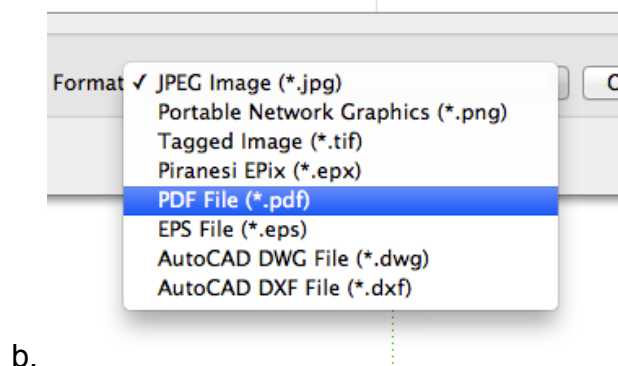 Format ✓ JPEG Image (*.jpg)
Portable Network Graphics (*.png)
Tagged Image (*.tif)
Piranesi EPix (*.epx)
PDF File (*.pdf)
EPS File (*.eps)
AutoCAD DWG File (*.dwg)
AutoCAD DXF File (*.dxf)
b.